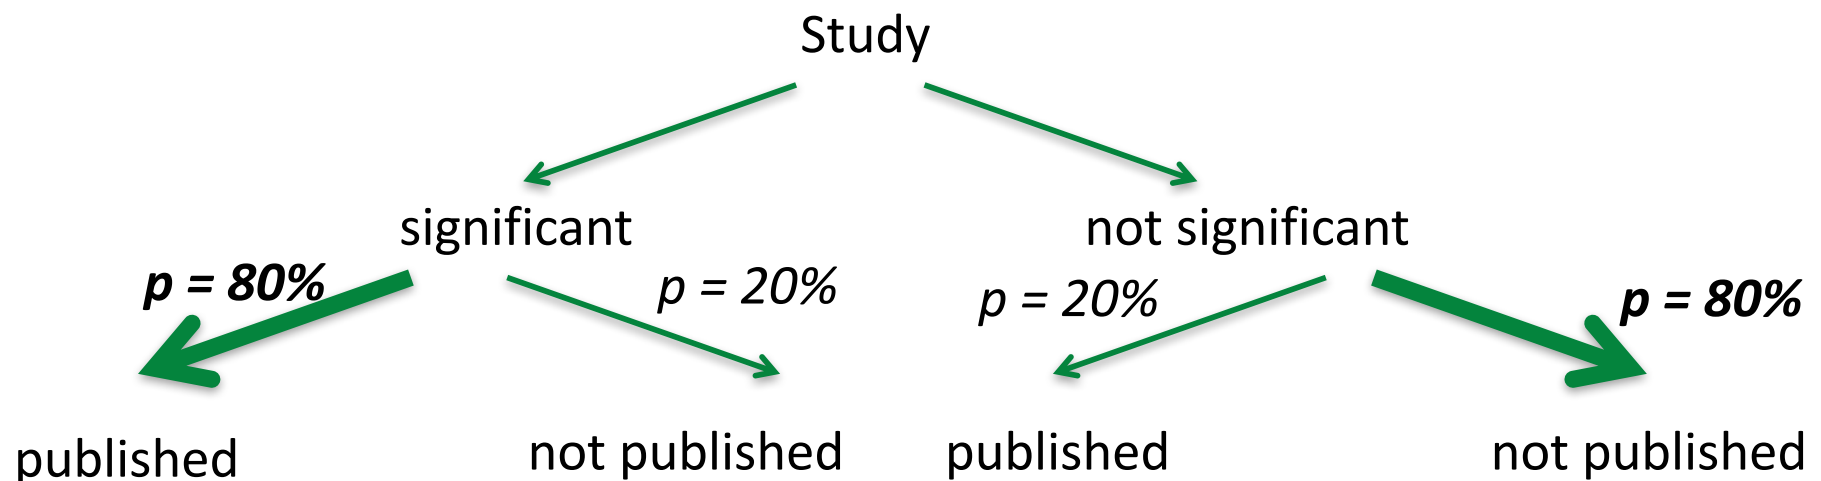 Study
significant
not significant
p = 80%
p = 20%
p = 20%
p = 80%
published
not published
published
not published